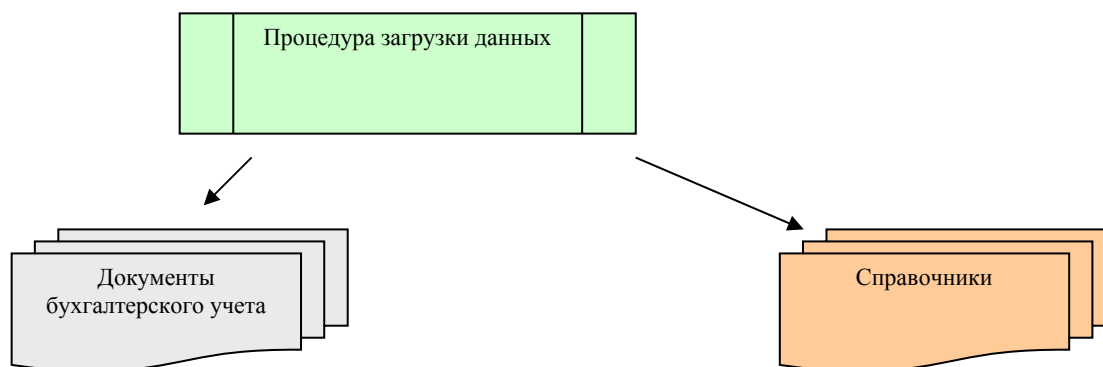 Процедура загрузки данных
Документы
бухгалтерского учета
Справочники